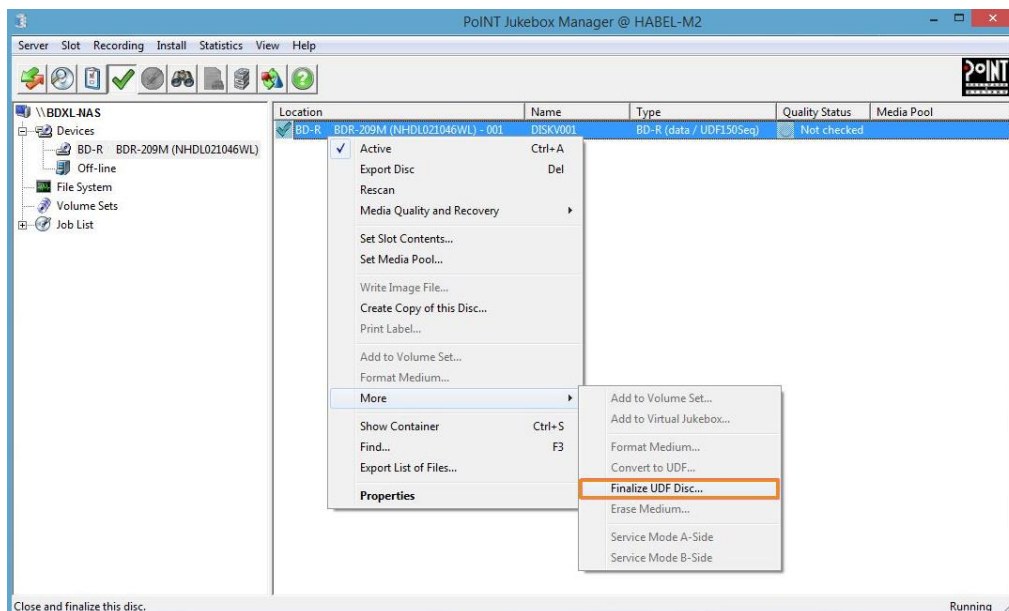 PoINT Jukebox Manager @ HABEL-M2
Server Slot Recording Install Statistics View Help
PoINT
\\BDXL-NAS
Devices
BD-R BDR-209M (NHDL021046WL)
Off-line
File System
Volume Sets
Job List
Location Name Type Quality Status Media Pool
BD-R BDR-209M (NHDL021046WL) - 001 DISKV001 BD-R (data / UDF150Seq) Not checked
Active Ctrl+A
Export Disc Del
Rescan
Media Quality and Recovery
Set Slot Contents...
Set Media Pool...
Write Image File...
Create Copy of this Disc...
Print Label...
Add to Volume Set...
Format Medium...
More
Show Container Ctrl+S
Find... F3
Export List of Files...
Properties
Add to Volume Set...
Add to Virtual Jukebox...
Format Medium...
Convert to UDF...
Finalize UDF Disc...
Erase Medium...
Service Mode A-Side
Service Mode B-Side
Close and finalize this disc. Running